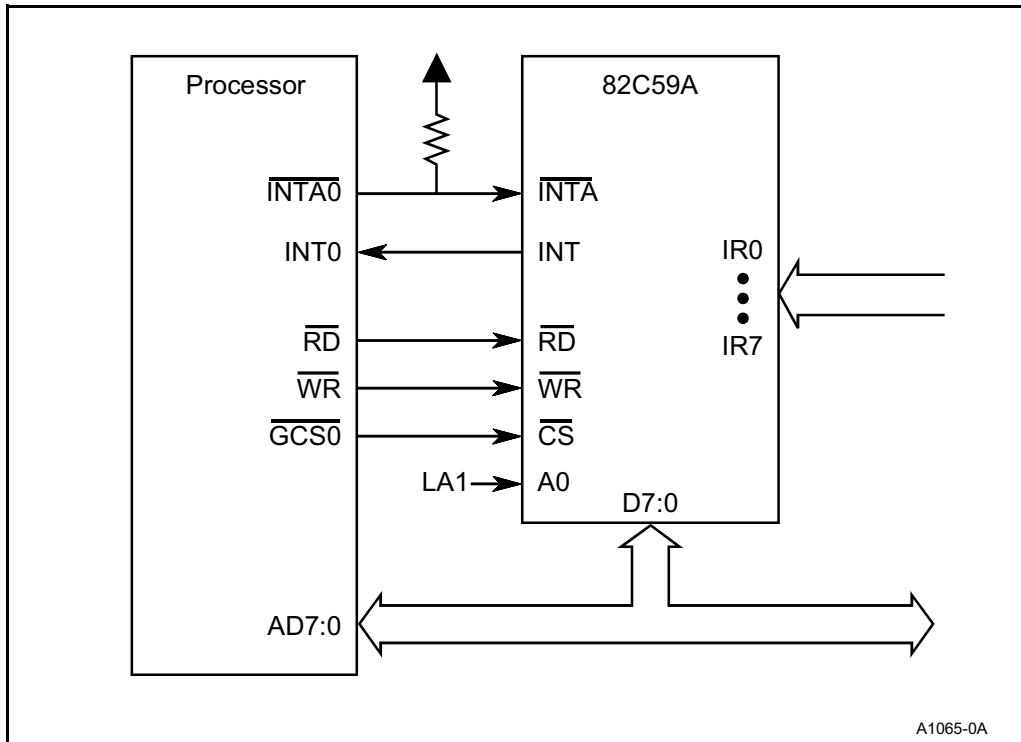 Processor
82C59A
INTA0
INTA
INT0
INT
IR0
IR7
RD
RD
WR
WR
GCS0
CS
LA1
A0
D7:0
AD7:0
A1065-0A